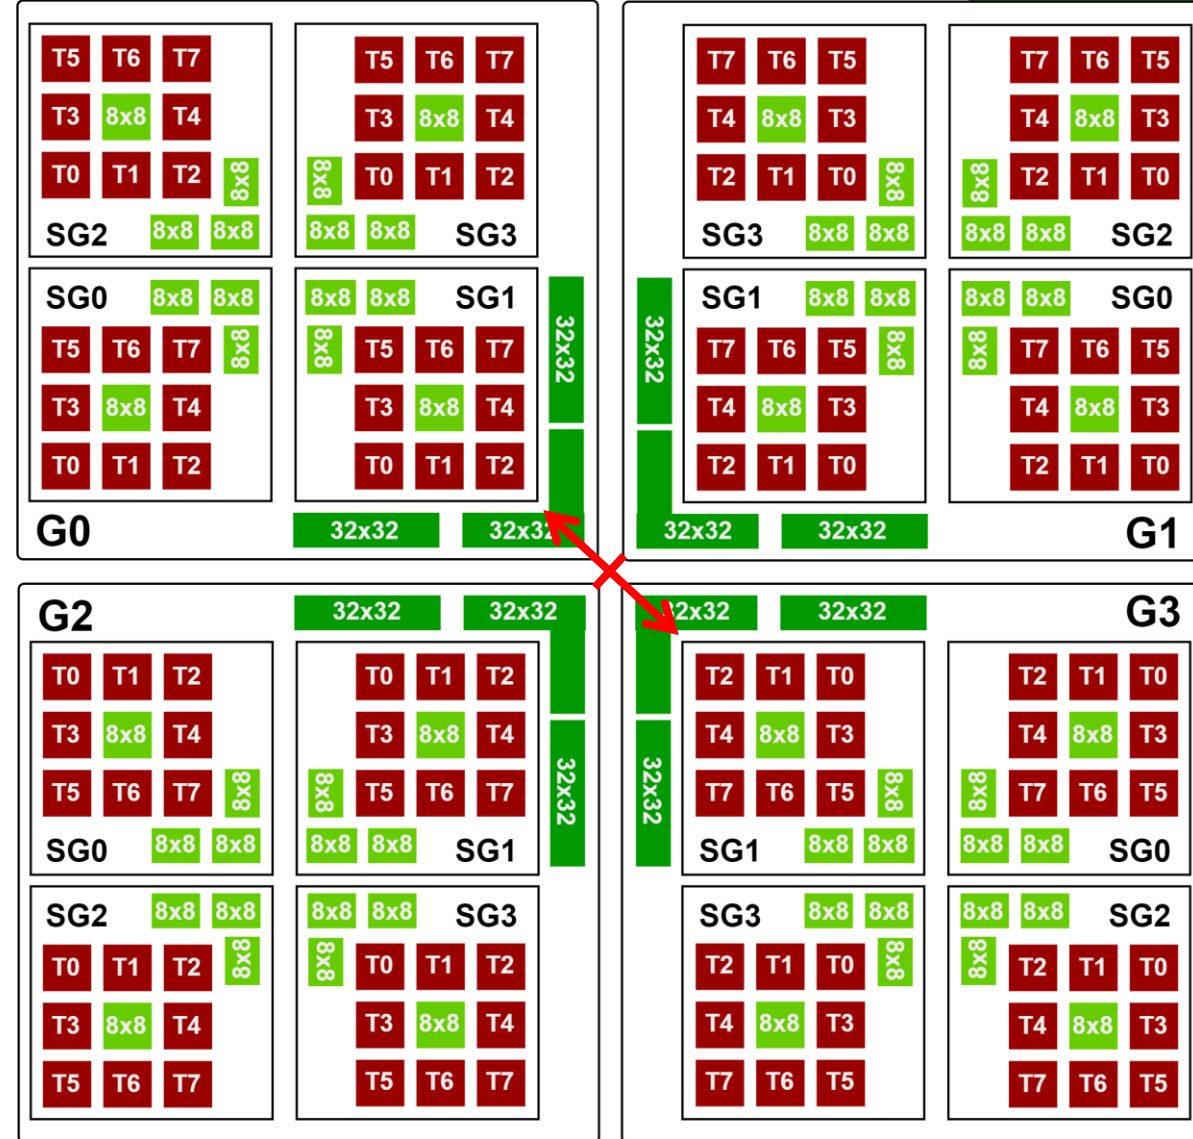 T5 T6 T7 T5 T6 T7 T7 T6 T5 T7 T6 T5
T3 8x8 T4 T3 8x8 T4 T4 8x8 T3 T4 8x8 T3
T0 T1 T2 8x8 8x8 T0 T1 T2 T2 T1 T0 8x8 8x8 T2 T1 T0
SG2 8x8 8x8 8x8 8x8 SG3 SG3 8x8 8x8 8x8 8x8 SG2
SG0 8x8 8x8 8x8 8x8 SG1 SG1 8x8 8x8 8x8 8x8 SG0
T5 T6 T7 8x8 8x8 T5 T6 T7 32x32 32x32 T7 T6 T5 8x8 8x8 T7 T6 T5
T3 8x8 T4 T3 8x8 T4 T4 8x8 T3 T4 8x8 T3
T0 T1 T2 T0 T1 T2 T2 T1 T0 T2 T1 T0
G0 32x32 32x32 32x32 32x32 G1
G2 32x32 32x32 32x32 32x32 G3
T0 T1 T2 T0 T1 T2 T2 T1 T0 T2 T1 T0
T3 8x8 T4 T3 8x8 T4 T4 8x8 T3 T4 8x8 T3
T5 T6 T7 8x8 8x8 T5 T6 T7 32x32 32x32 T7 T6 T5 8x8 8x8 T7 T6 T5
SG0 8x8 8x8 8x8 8x8 SG1 SG1 8x8 8x8 8x8 8x8 SG0
SG2 8x8 8x8 8x8 8x8 SG3 SG3 8x8 8x8 8x8 8x8 SG2
T0 T1 T2 8x8 8x8 T0 T1 T2 T2 T1 T0 8x8 8x8 T2 T1 T0
T3 8x8 T4 T3 8x8 T4 T4 8x8 T3 T4 8x8 T3
T5 T6 T7 T5 T6 T7 T7 T6 T5 T7 T6 T5